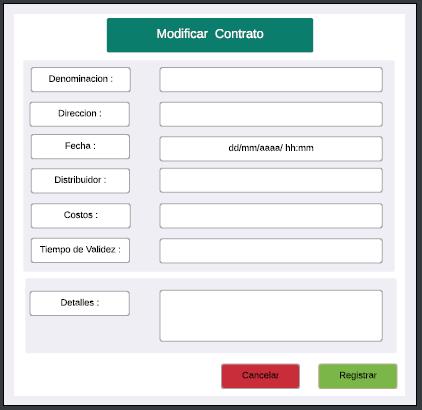 Modificar Contrato
Denominacion :
Direccion :
Fecha :
dd/mm/aaaa/ hh:mm
Distribuidor :
Costos :
Tiempo de Validez :
Detalles :
Cancelar
Registrar